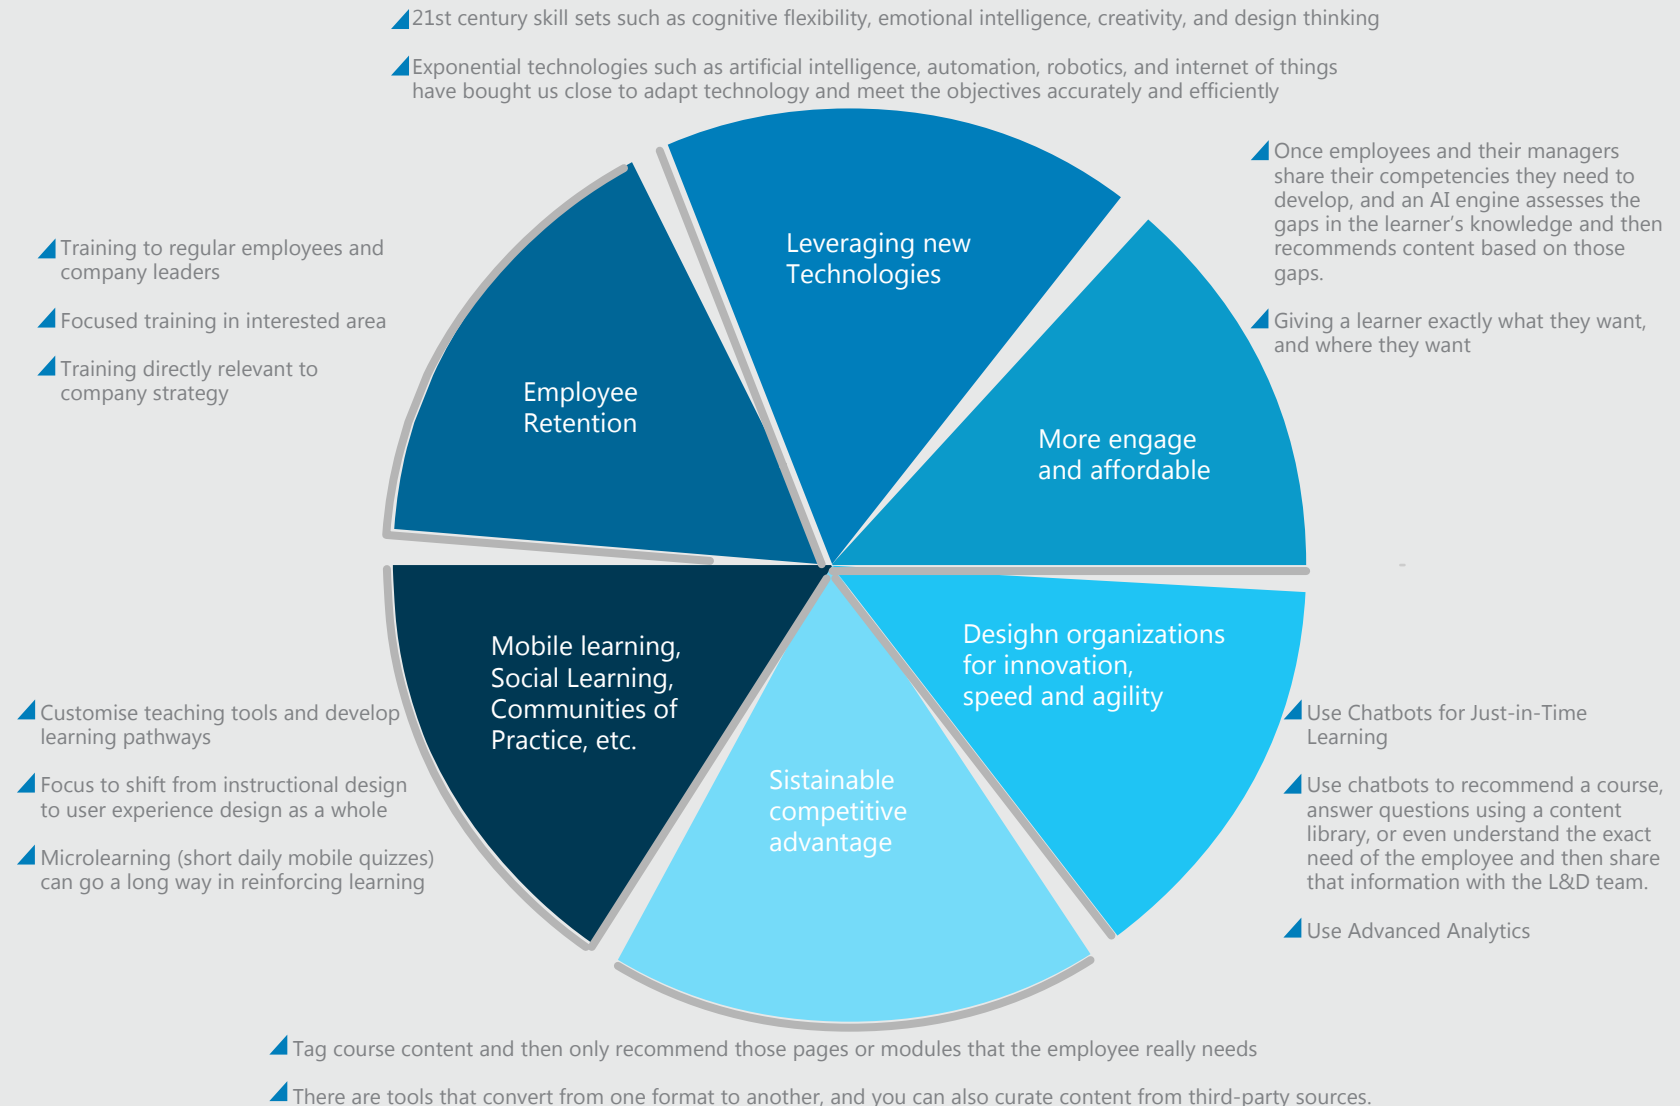 21st century skill sets such as cognitive flexibility, emotional intelligence, creativity, and design thinking
Exponential technologies such as artificial intelligence, automation, robotics, and internet of things
have bought us close to adapt technology and meet the objectives accurately and efficiently
Leveraging new
Technologies
Once employees and their managers
share their competencies they need to
develop, and an AI engine assesses the
gaps in the learner’s knowledge and then
recommends content based on those
gaps.
Giving a learner exactly what they want,
and where they want
More engage
and affordable
Training to regular employees and
company leaders
Focused training in interested area
Training directly relevant to
company strategy
Employee
Retention
Mobile learning,
Social Learning,
Communities of
Practice, etc.
Customise teaching tools and develop
learning pathways
Focus to shift from instructional design
to user experience design as a whole
Microlearning (short daily mobile quizzes)
can go a long way in reinforcing learning
Desighn organizations
for innovation,
speed and agility
Use Chatbots for Just-in-Time
Learning
Use chatbots to recommend a course,
answer questions using a content
library, or even understand the exact
need of the employee and then share
that information with the L&D team.
Use Advanced Analytics
Sistainable
competitive
advantage
Tag course content and then only recommend those pages or modules that the employee really needs
There are tools that convert from one format to another, and you can also curate content from third-party sources.